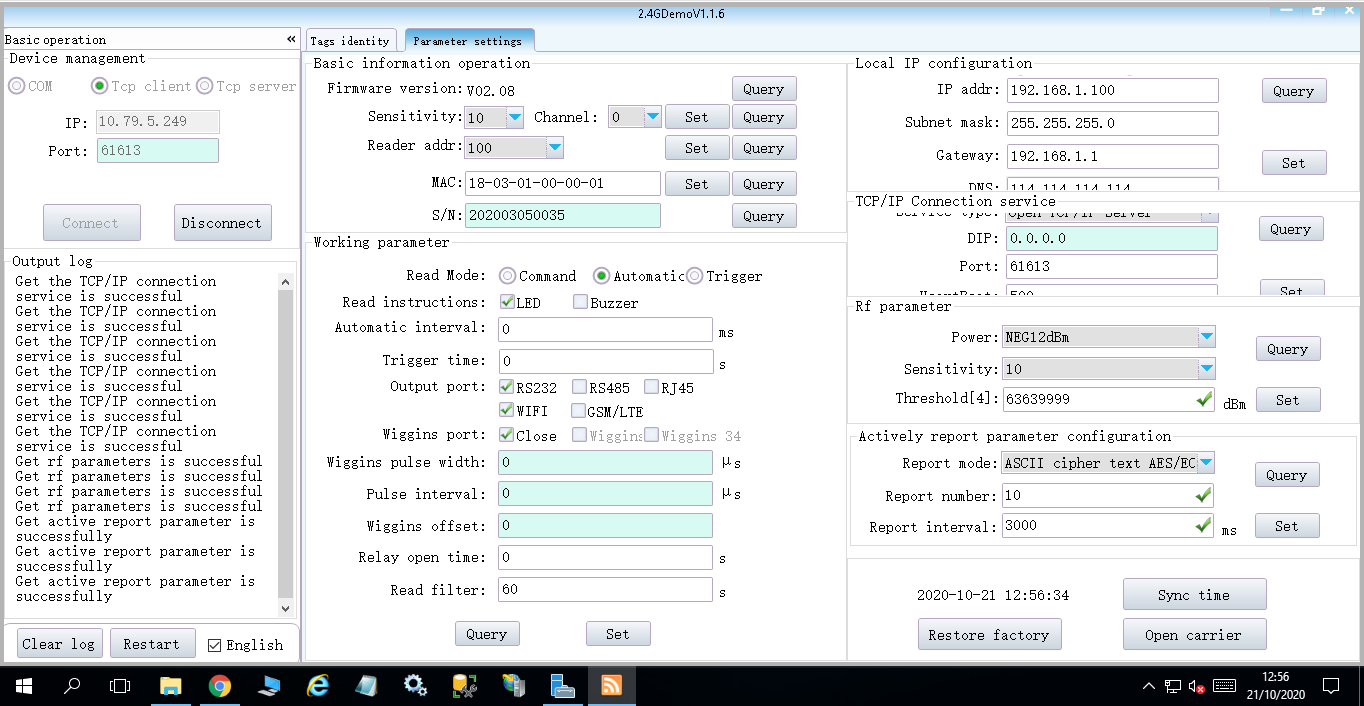 2.4GDemoV1.1.6
Basic operation «
Device management
COM Tcp client Tcp server
IP: 10.79.5.249
Port: 61613
Connect Disconnect
Output log
Get the TCP/IP connection
service is successful
Get the TCP/IP connection
service is successful
Get the TCP/IP connection
service is successful
Get the TCP/IP connection
service is successful
Get the TCP/IP connection
service is successful
Get the TCP/IP connection
service is successful
Get rf parameters is successful
Get rf parameters is successful
Get rf parameters is successful
Get rf parameters is successful
Get active report parameter is
successfully
Get active report parameter is
successfully
Get active report parameter is
successfully
Clear log Restart English
Tags identity Parameter settings
Basic information operation
Firmware version: V02.08 Query
Sensitivity: 10 Channel: 0 Set Query
Reader addr: 100 Set Query
MAC: 18-03-01-00-00-01 Set Query
S/N: 202003050035 Query
Working parameter
Read Mode: Command Automatic Trigger
Read instructions: LED Buzzer
Automatic interval: 0 ms
Trigger time: 0 s
Output port: RS232 RS485 RJ45
WIFI GSM/LTE
Wiggins port: Close Wiggins Wiggins 34
Wiggins pulse width: 0 μs
Pulse interval: 0 μs
Wiggins offset: 0
Relay open time: 0 s
Read filter: 60 s
Query Set
Local IP configuration
IP addr: 192.168.1.100 Query
Subnet mask: 255.255.255.0
Gateway: 192.168.1.1 Set
DNS: 114.114.114.114
TCP/IP Connection service
Service type: Open TCP/IP Server
DIP: 0.0.0.0 Query
Port: 61613
HeartBeat: 500 Set
Rf parameter
Power: NEG12dBm Query
Sensitivity: 10
Threshold[4]: 63639999 dBm Set
Actively report parameter configuration
Report mode: ASCII cipher text AES/EC Query
Report number: 10
Report interval: 3000 ms Set
2020-10-21 12:56:34 Sync time
Restore factory Open carrier
12:56
21/10/2020